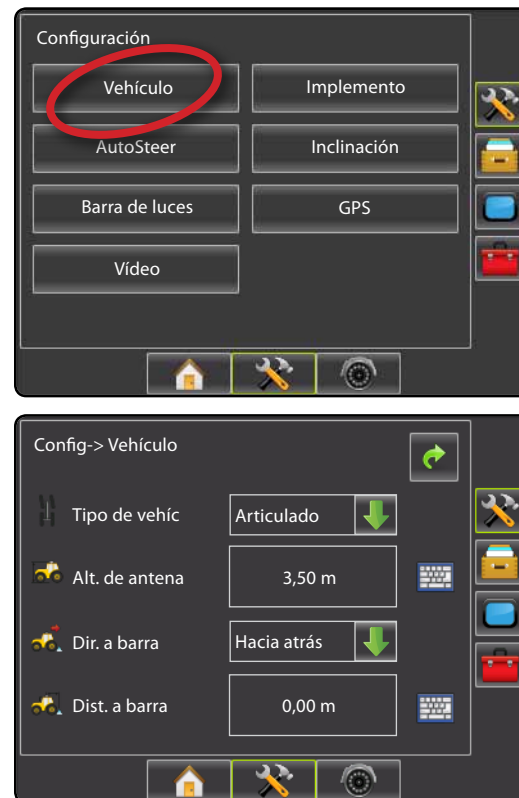 Configuración
Vehículo Implemento
AutoSteer Inclinación
Barra de luces GPS
Vídeo
Config-> Vehículo
Tipo de vehíc Articulado
Alt. de antena 3,50 m
Dir. a barra Hacia atrás
Dist. a barra 0,00 m